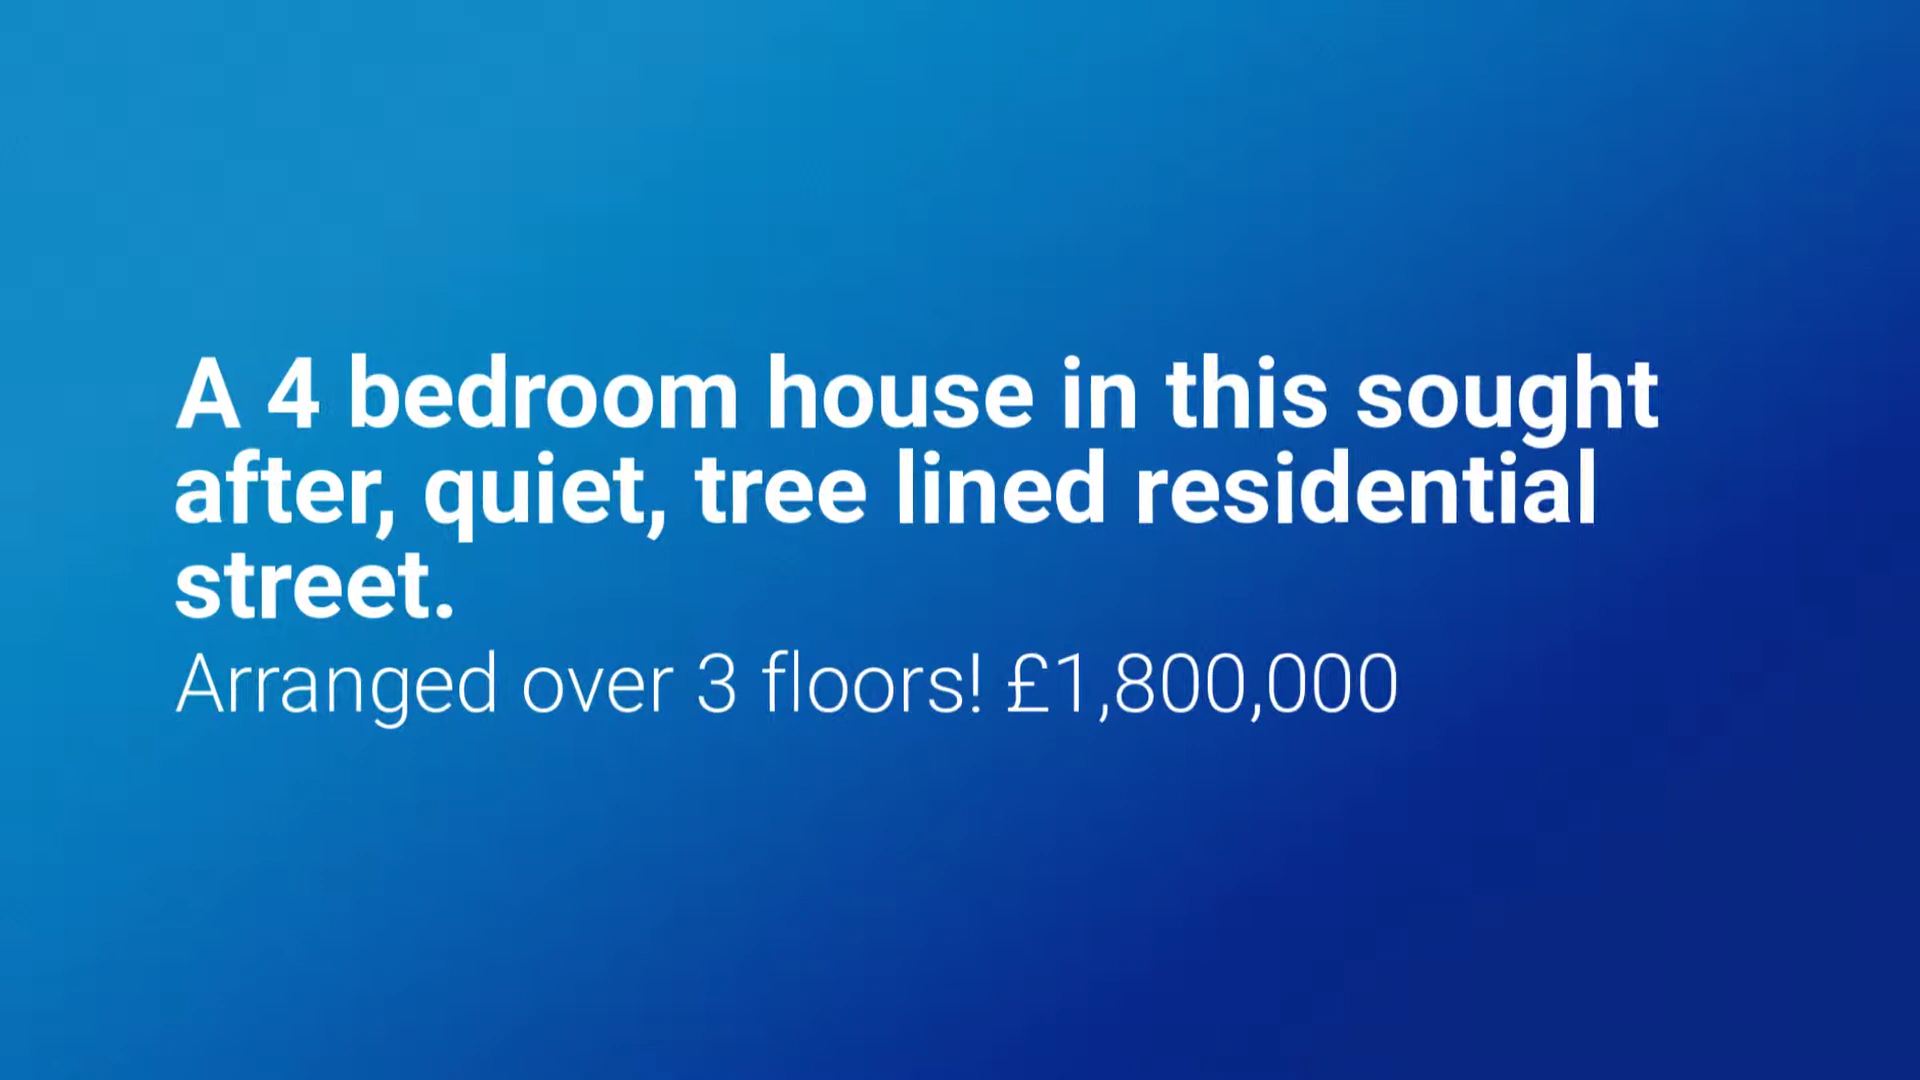 A 4 bedroom house in this sought
after, quiet, tree lined residential
street.
Arranged over 3 floors! £1,800,000